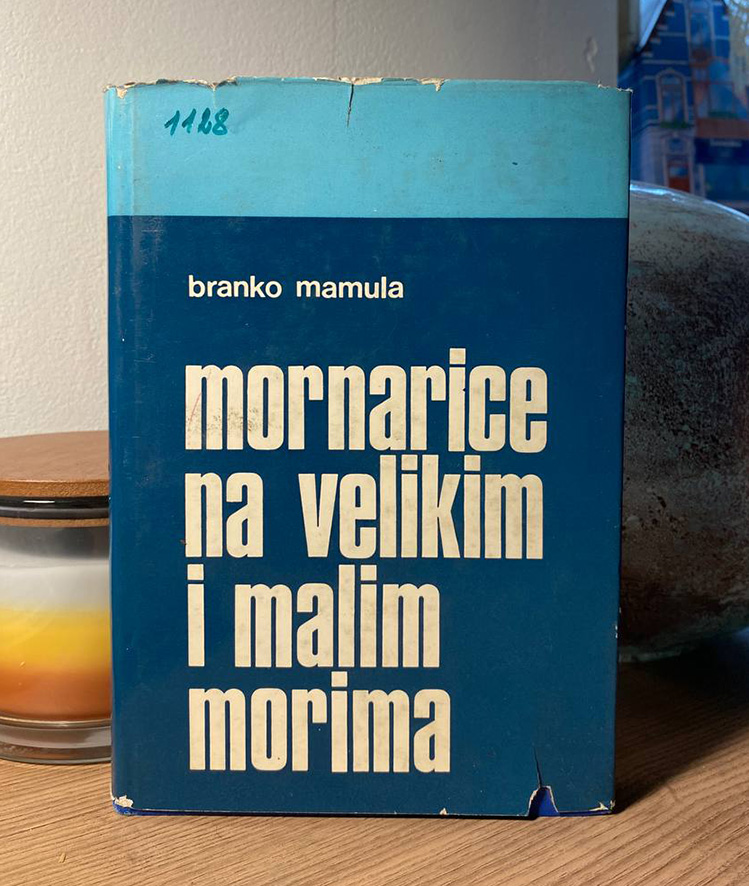 1128
branko mamula
mornarice
na velikim
i malim
morima